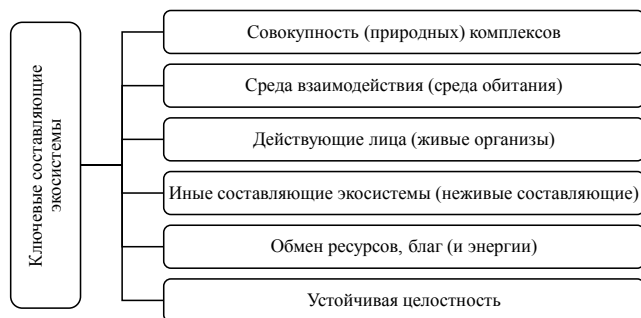 Ключевые составляющие
экосистемы
Совокупность (природных) комплексов
Среда взаимодействия (среда обитания)
Действующие лица (живые организы)
Иные составляющие экосистемы (неживые составляющие)
Обмен ресурсов, благ (и энергии)
Устойчивая целостность